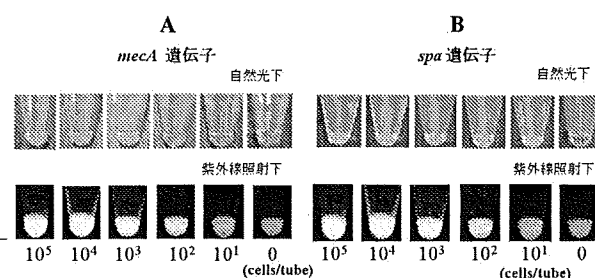 A
mecA 遺伝子
自然光下
紫外線照射下
10⁵ 10⁴ 10³ 10² 10¹ 0
(cells/tube)
B
spa 遺伝子
自然光下
紫外線照射下
10⁵ 10⁴ 10³ 10² 10¹ 0
(cells/tube)